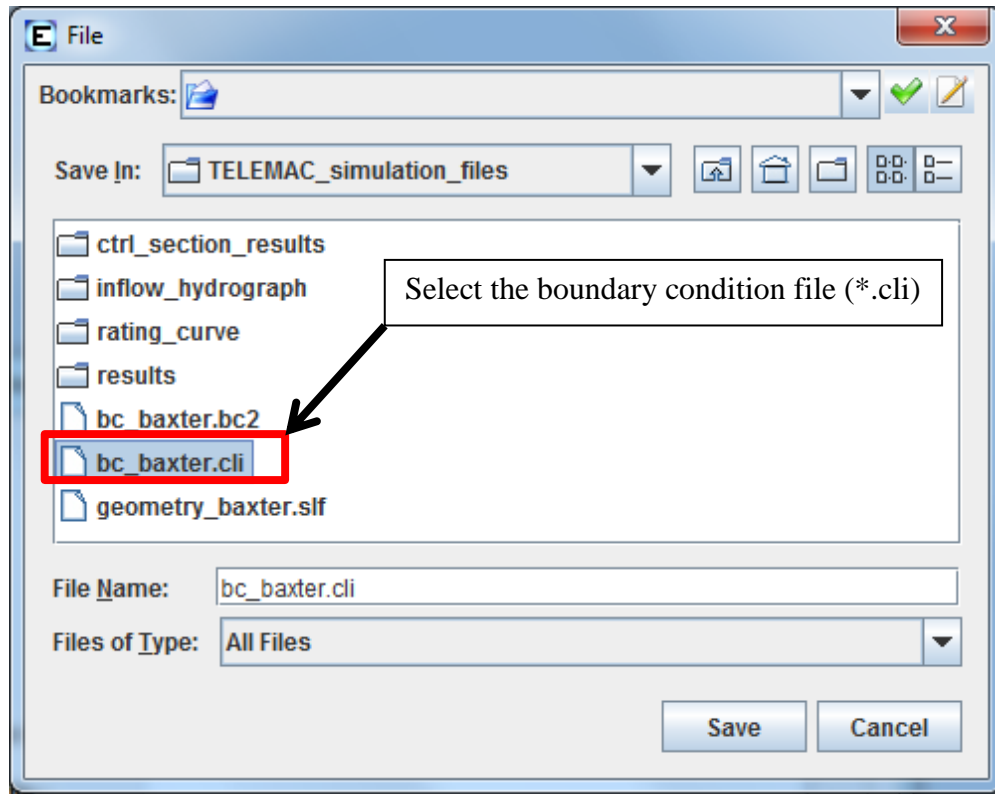 E File
Bookmarks:
Save In: TELEMAC_simulation_files
ctrl_section_results
inflow_hydrograph
Select the boundary condition file (*.cli)
rating_curve
results
bc_baxter.bc2
bc_baxter.cli
geometry_baxter.slf
File Name: bc_baxter.cli
Files of Type: All Files
Save Cancel